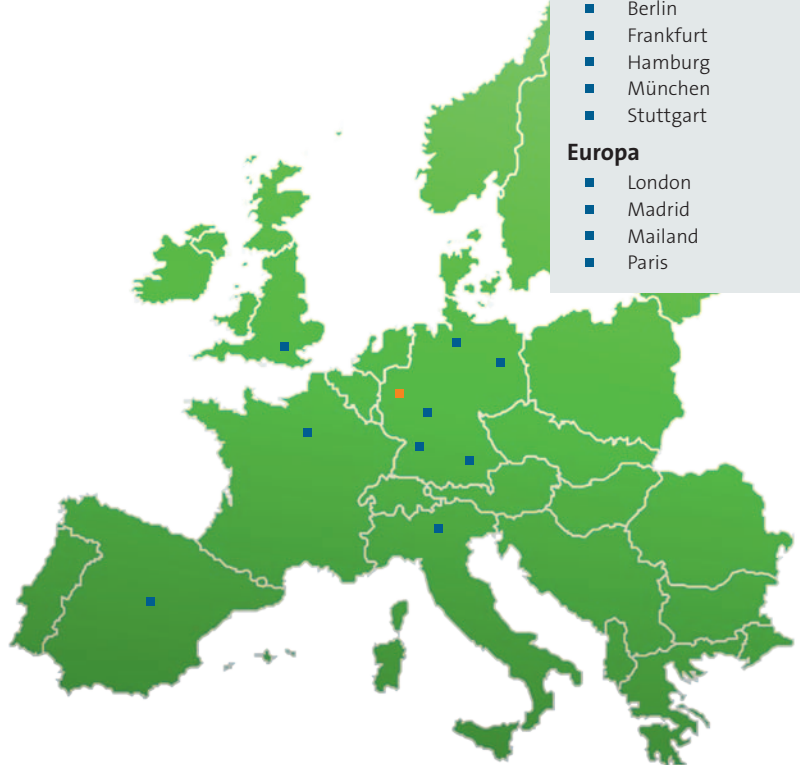 Berlin
Frankfurt
Hamburg
München
Stuttgart
Europa
London
Madrid
Mailand
Paris